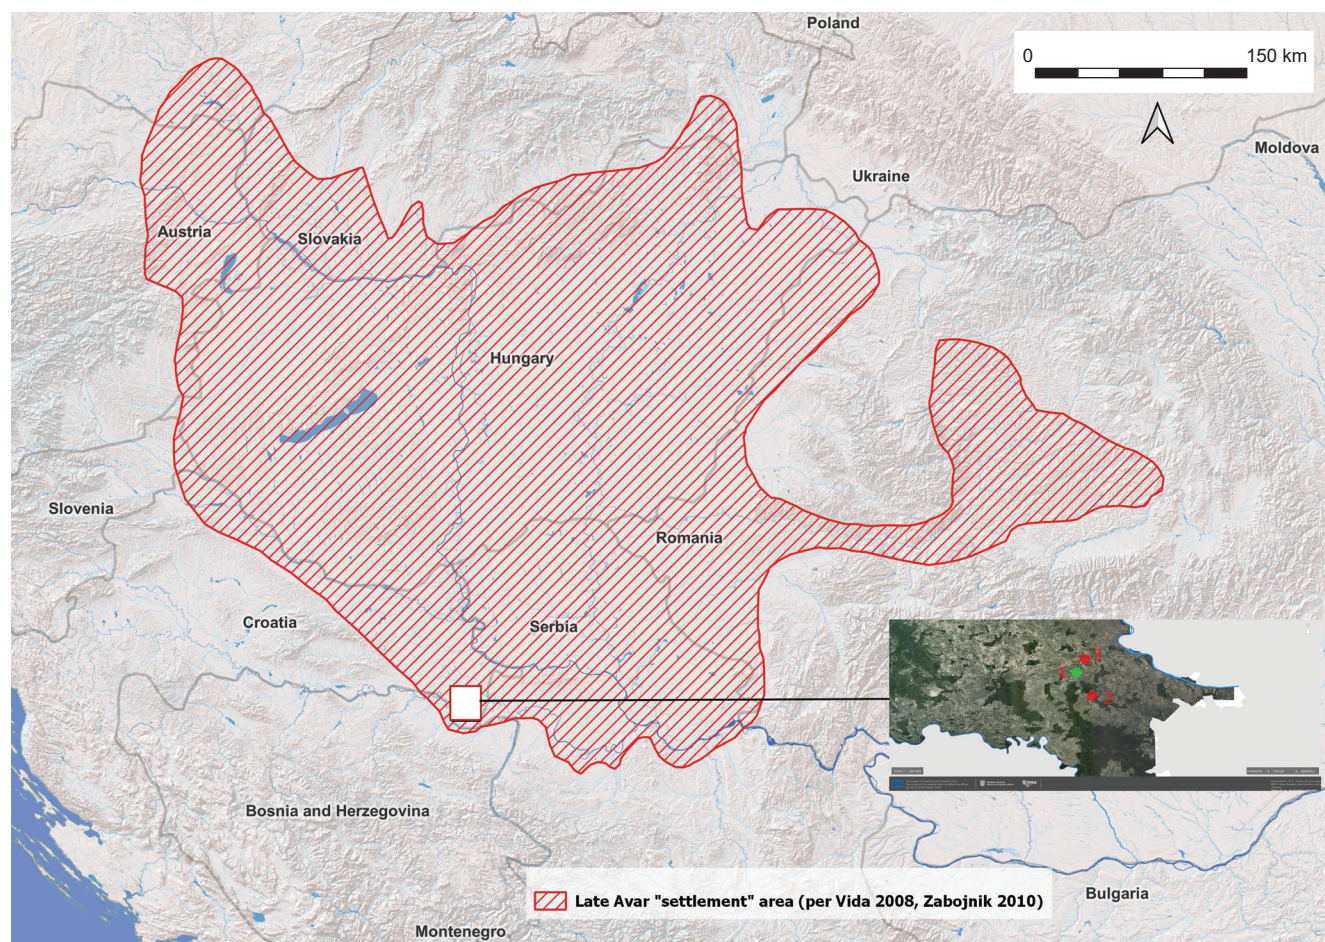 Poland
0 150 km
Moldova
Ukraine
Austria
Slovakia
Hungary
Slovenia
Romania
Croatia
Serbia
3
1
2
Bosnia and Herzegovina
Bulgaria
Late Avar "settlement" area (per Vida 2008, Zabojnik 2010)
Montenegro